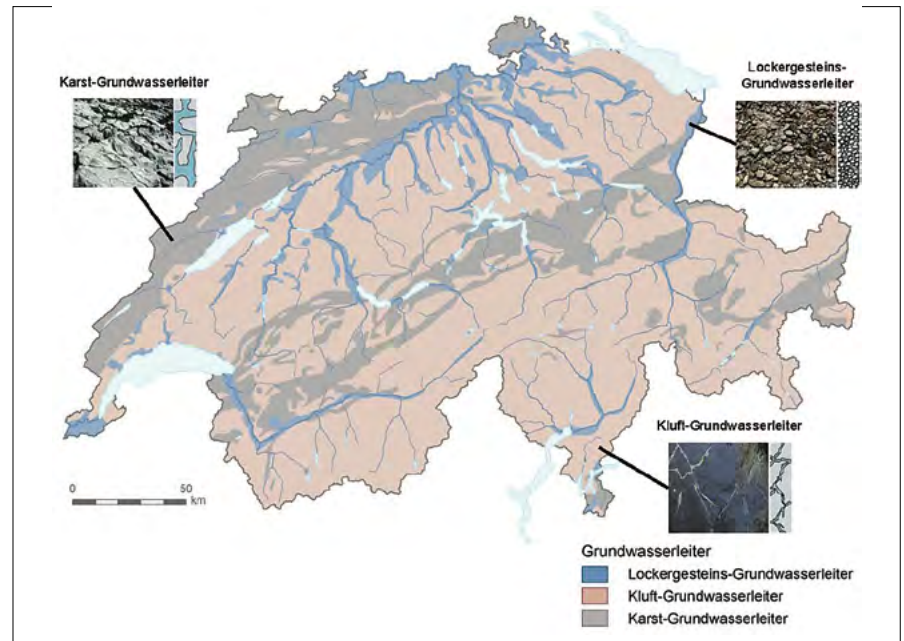 Karst-Grundwasserleiter
Lockergesteins-
Grundwasserleiter
Kluft-Grundwasserleiter
0 50
km
Grundwasserleiter
Lockergesteins-Grundwasserleiter
Kluft-Grundwasserleiter
Karst-Grundwasserleiter